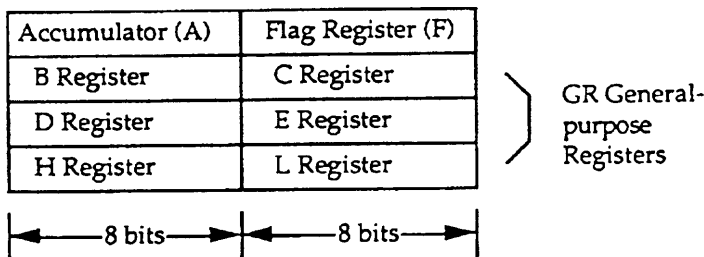 Accumulator (A) Flag Register (F)
B Register C Register
D Register E Register
H Register L Register
GR General-
purpose
Registers
8 bits 8 bits